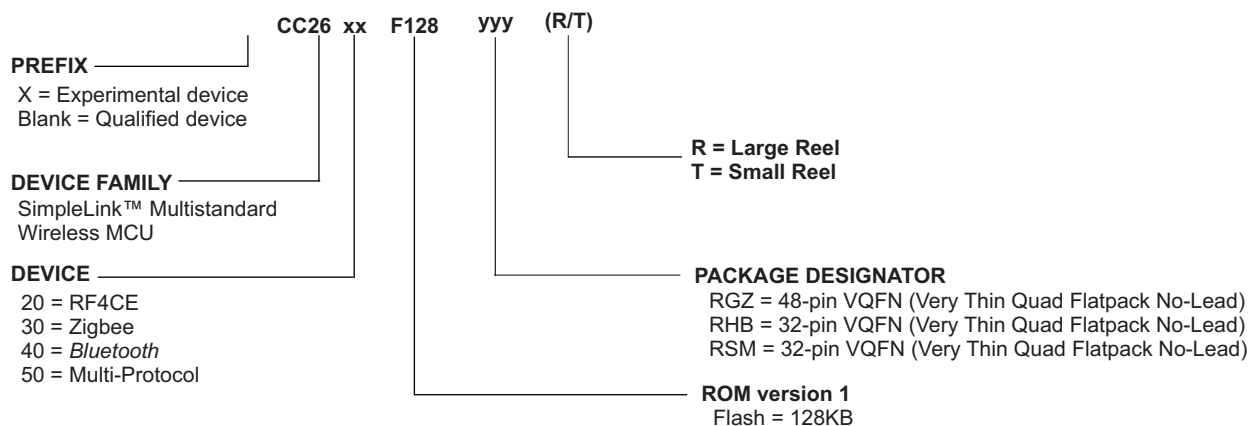 CC26 xx F128 yyy (R/T)
PREFIX
X = Experimental device
Blank = Qualified device
DEVICE FAMILY
SimpleLink™ Multistandard
Wireless MCU
DEVICE
20 = RF4CE
30 = Zigbee
40 = Bluetooth
50 = Multi-Protocol
R = Large Reel
T = Small Reel
PACKAGE DESIGNATOR
RGZ = 48-pin VQFN (Very Thin Quad Flatpack No-Lead)
RHB = 32-pin VQFN (Very Thin Quad Flatpack No-Lead)
RSM = 32-pin VQFN (Very Thin Quad Flatpack No-Lead)
ROM version 1
Flash = 128KB